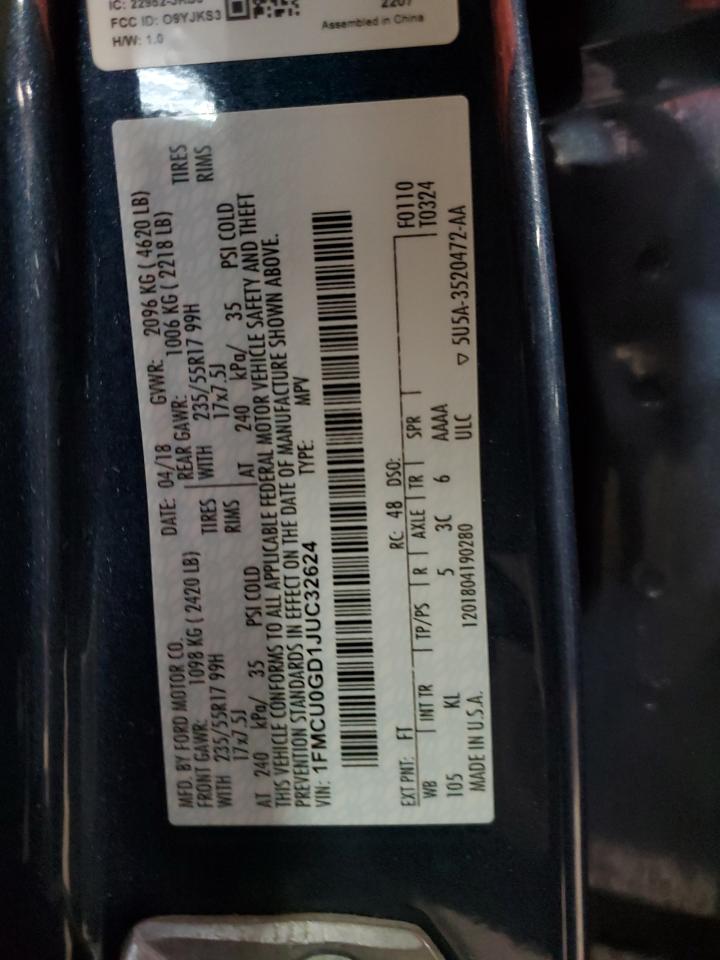 IC: 22982-JKS3
FCC ID: O9YJKS3
H/W: 1.0
2207
Assembled in China
MFD. BY FORD MOTOR CO.
DATE: 04/18
GVWR: 2096 KG ( 4620 LB)
FRONT GAWR: 1098 KG ( 2420 LB)
REAR GAWR: 1006 KG ( 2218 LB)
WITH 235/55R17 99H TIRES
WITH 235/55R17 99H TIRES
17x7.5J RIMS
17x7.5J RIMS
AT 240 kPa/ 35 PSI COLD
AT 240 kPa/ 35 PSI COLD
THIS VEHICLE CONFORMS TO ALL APPLICABLE FEDERAL MOTOR VEHICLE SAFETY AND THEFT
PREVENTION STANDARDS IN EFFECT ON THE DATE OF MANUFACTURE SHOWN ABOVE.
VIN: 1FMCU0GD1JUC32624
TYPE: MPV
EXT PNT: FT RC: 48 DSO: F0110
WB INT TR TP/PS R AXLE TR SPR T0324
105 KL 5 3C 6 AAAA
MADE IN U.S.A. 1201804190280 ULC ▽ 5U5A-3520472-AA